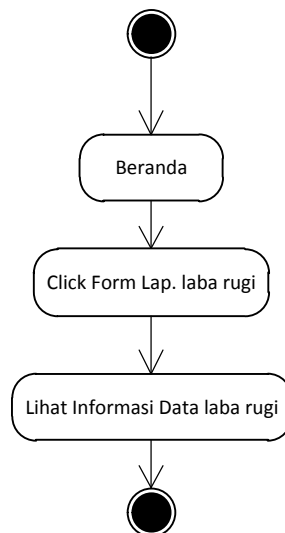 Beranda
Click Form Lap. laba rugi
Lihat Informasi Data laba rugi